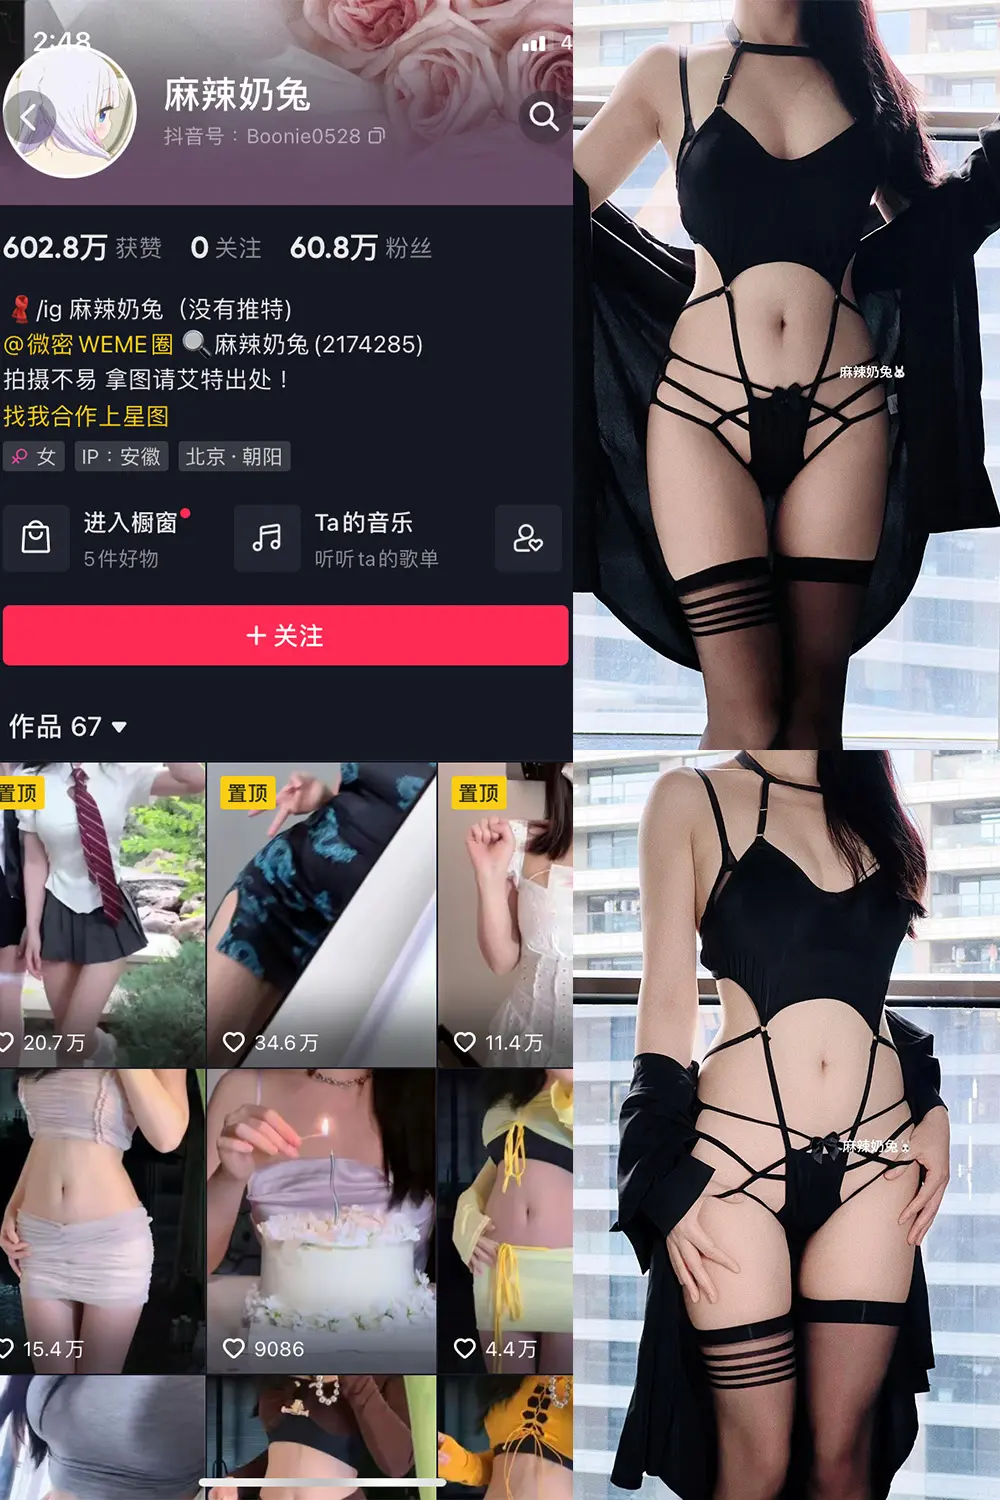 2:48
4
麻辣奶兔
抖音号：Boonie0528
602.8万 获赞 0 关注 60.8万 粉丝
/ig 麻辣奶兔（没有推特)
@微密 WEME圈 麻辣奶兔(2174285)
拍摄不易 拿图请艾特出处！
找我合作上星图
女 IP：安徽 北京·朝阳
进入橱窗 Ta的音乐
5件好物 听听ta的歌单
+ 关注
作品 67
置顶 置顶 置顶
20.7万 34.6万 11.4万
15.4万 9086 4.4万
麻辣奶兔
麻辣奶兔